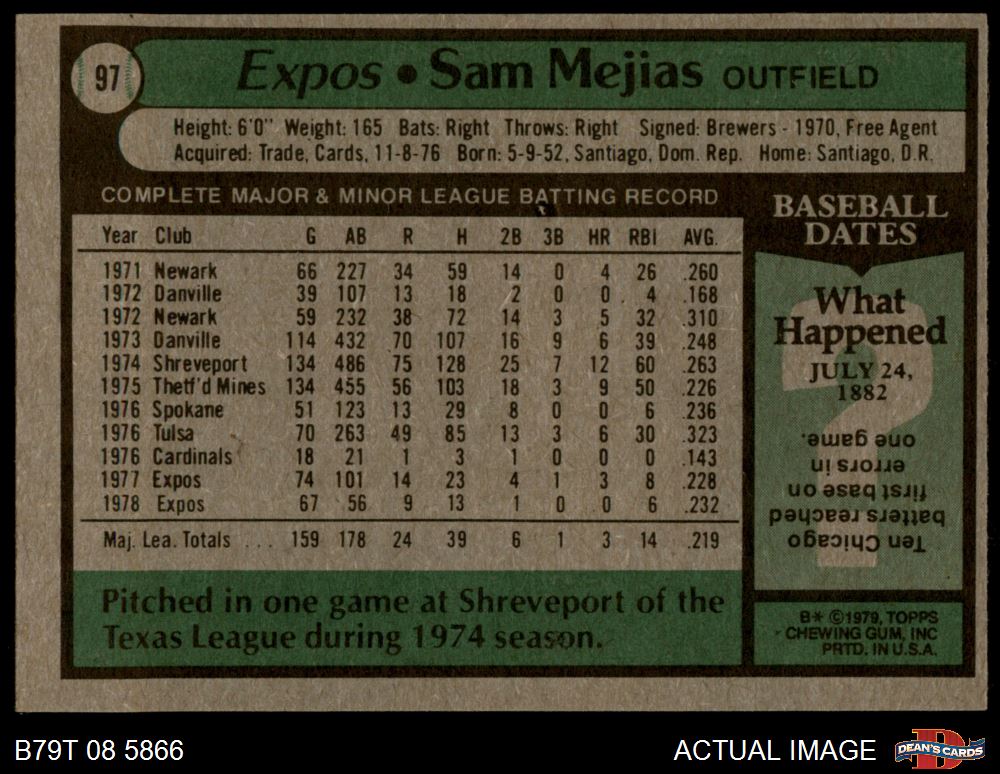 97
Expos • Sam Mejias OUTFIELD
Height: 6'0" Weight: 165 Bats: Right Throws: Right Signed: Brewers - 1970, Free Agent
Acquired: Trade, Cards, 11-8-76 Born: 5-9-52, Santiago, Dom. Rep. Home: Santiago, D.R.
COMPLETE MAJOR & MINOR LEAGUE BATTING RECORD
Year Club G AB R H 2B 3B HR RBI AVG.
1971 Newark 66 227 34 59 14 0 4 26 .260
1972 Danville 39 107 13 18 2 0 0 4 .168
1972 Newark 59 232 38 72 14 3 5 32 .310
1973 Danville 114 432 70 107 16 9 6 39 .248
1974 Shreveport 134 486 75 128 25 7 12 60 .263
1975 Thetf'd Mines 134 455 56 103 18 3 9 50 .226
1976 Spokane 51 123 13 29 8 0 0 6 .236
1976 Tulsa 70 263 49 85 13 3 6 30 .323
1976 Cardinals 18 21 1 3 1 0 0 0 .143
1977 Expos 74 101 14 23 4 1 3 8 .228
1978 Expos 67 56 9 13 1 0 0 6 .232
Maj. Lea. Totals ... 159 178 24 39 6 1 3 14 .219
Pitched in one game at Shreveport of the
Texas League during 1974 season.
BASEBALL
DATES
What
Happened
JULY 24,
1882
?
Ten Chicago
batters reached
first base on
errors in
one game.
B* ©1979, TOPPS
CHEWING GUM, INC
PRTD. IN U.S.A.
B79T 08 5866
ACTUAL IMAGE
D
DEAN'S CARDS